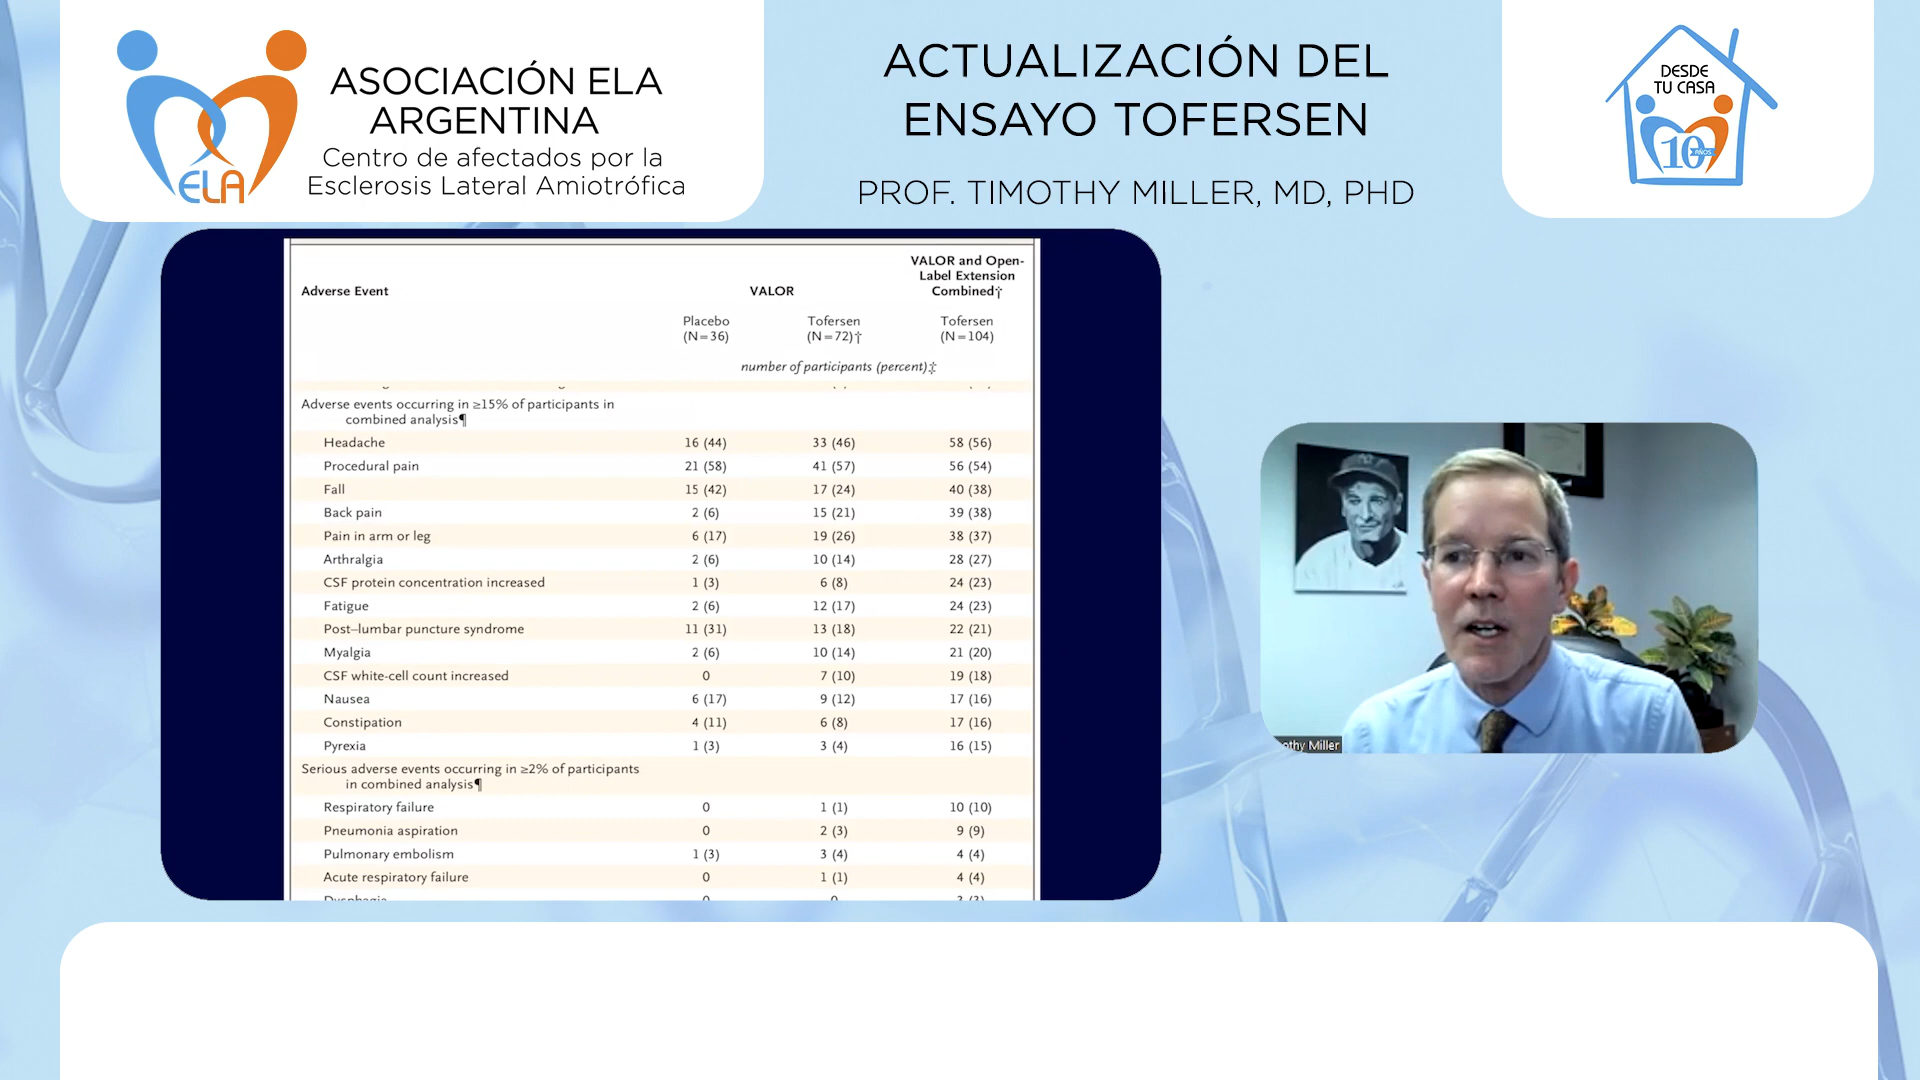 ASOCIACIÓN ELA
ARGENTINA
Centro de afectados por la
Esclerosis Lateral Amiotrófica
ELA
ACTUALIZACIÓN DEL
ENSAYO TOFERSEN
PROF. TIMOTHY MILLER, MD, PHD
DESDE
TU CASA
10
AÑOS
Adverse Event VALOR VALOR and Open-Label Extension Combined†
Placebo (N=36) Tofersen (N=72)† Tofersen (N=104)
number of participants (percent)‡
Adverse events occurring in ≥15% of participants in
combined analysis¶
Headache 16 (44) 33 (46) 58 (56)
Procedural pain 21 (58) 41 (57) 56 (54)
Fall 15 (42) 17 (24) 40 (38)
Back pain 2 (6) 15 (21) 39 (38)
Pain in arm or leg 6 (17) 19 (26) 38 (37)
Arthralgia 2 (6) 10 (14) 28 (27)
CSF protein concentration increased 1 (3) 6 (8) 24 (23)
Fatigue 2 (6) 12 (17) 24 (23)
Post–lumbar puncture syndrome 11 (31) 13 (18) 22 (21)
Myalgia 2 (6) 10 (14) 21 (20)
CSF white-cell count increased 0 7 (10) 19 (18)
Nausea 6 (17) 9 (12) 17 (16)
Constipation 4 (11) 6 (8) 17 (16)
Pyrexia 1 (3) 3 (4) 16 (15)
Serious adverse events occurring in ≥2% of participants
in combined analysis¶
Respiratory failure 0 1 (1) 10 (10)
Pneumonia aspiration 0 2 (3) 9 (9)
Pulmonary embolism 1 (3) 3 (4) 4 (4)
Acute respiratory failure 0 1 (1) 4 (4)
Dysphagia 0 0 3 (3)
othy Miller